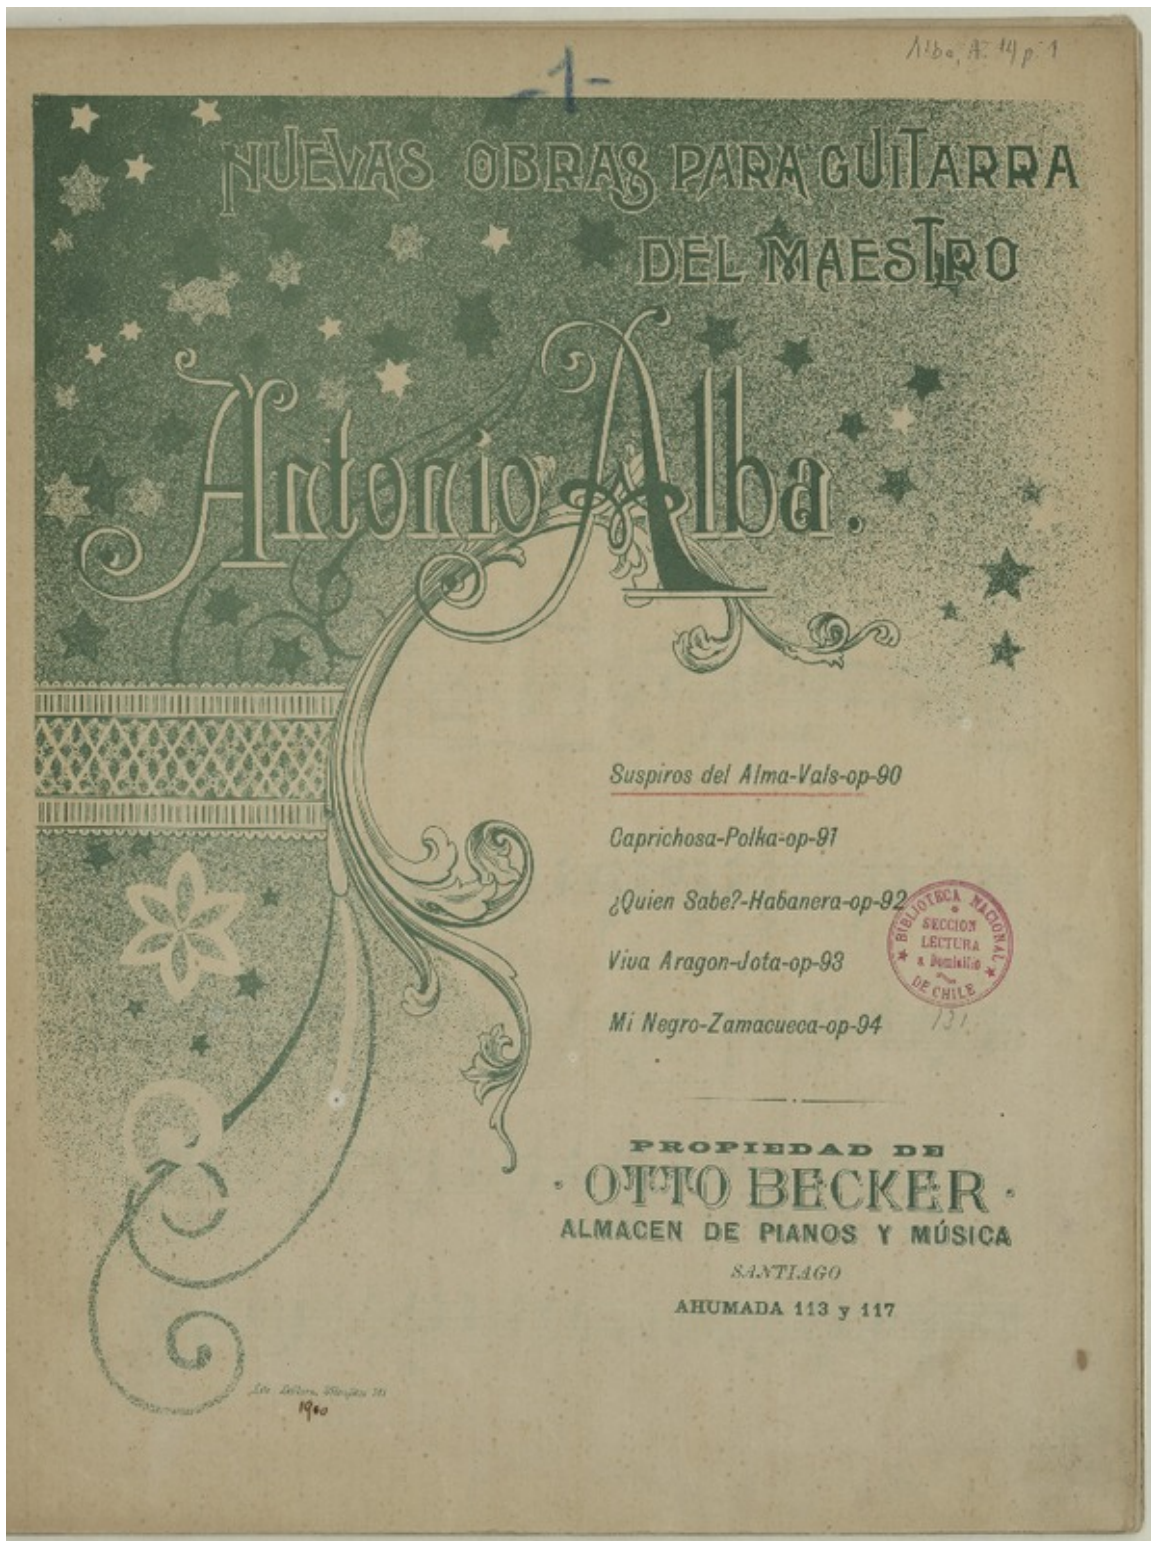 -1-
Alba, A. 14 p. 1
NUEVAS OBRAS PARA GUITARRA
DEL MAESTRO
Antonio Alba.
Suspiros del Alma-Vals-op-90
Caprichosa-Polka-op-91
¿Quien Sabe?-Habanera-op-92
Viva Aragon-Jota-op-93
Mi Negro-Zamacueca-op-94
BIBLIOTECA NACIONAL
SECCION
LECTURA
a Domicilio
DE CHILE
131
PROPIEDAD DE
· OTTO BECKER ·
ALMACEN DE PIANOS Y MÚSICA
SANTIAGO
AHUMADA 113 y 117
1900